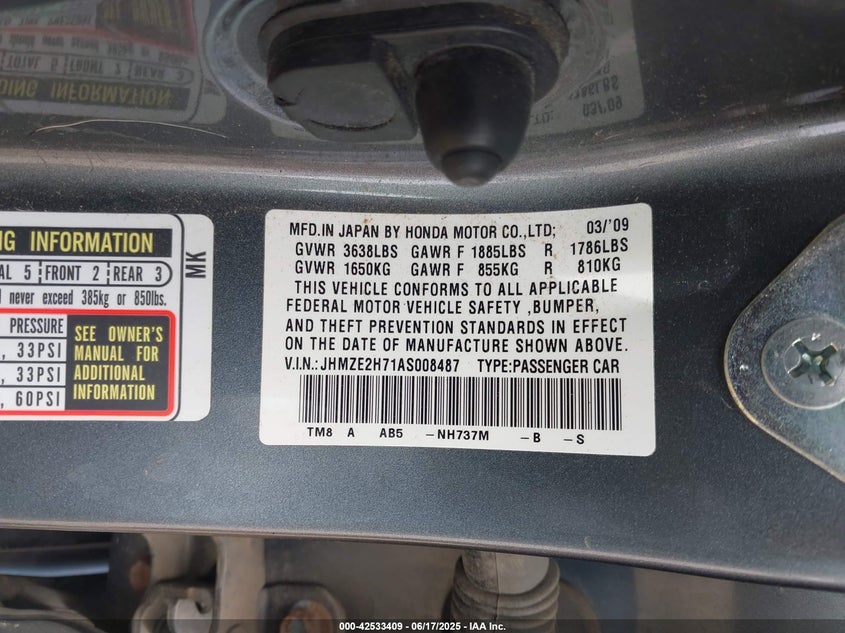 NG INFORMATION
AL 5 FRONT 2 REAR 3
never exceed 385kg or 850lbs.
PRESSURE
, 33PSI
, 33PSI
, 60PSI
SEE OWNER'S
MANUAL FOR
ADDITIONAL
INFORMATION
MK
MFD.IN JAPAN BY HONDA MOTOR CO.,LTD; 03/'09
GVWR 3638LBS GAWR F 1885LBS R 1786LBS
GVWR 1650KG GAWR F 855KG R 810KG
THIS VEHICLE CONFORMS TO ALL APPLICABLE
FEDERAL MOTOR VEHICLE SAFETY ,BUMPER,
AND THEFT PREVENTION STANDARDS IN EFFECT
ON THE DATE OF MANUFACTURE SHOWN ABOVE.
V.I.N.:JHMZE2H71AS008487 TYPE:PASSENGER CAR
TM8 A AB5 -NH737M -B -S
000-42533409 - 06/17/2025 - IAA Inc.